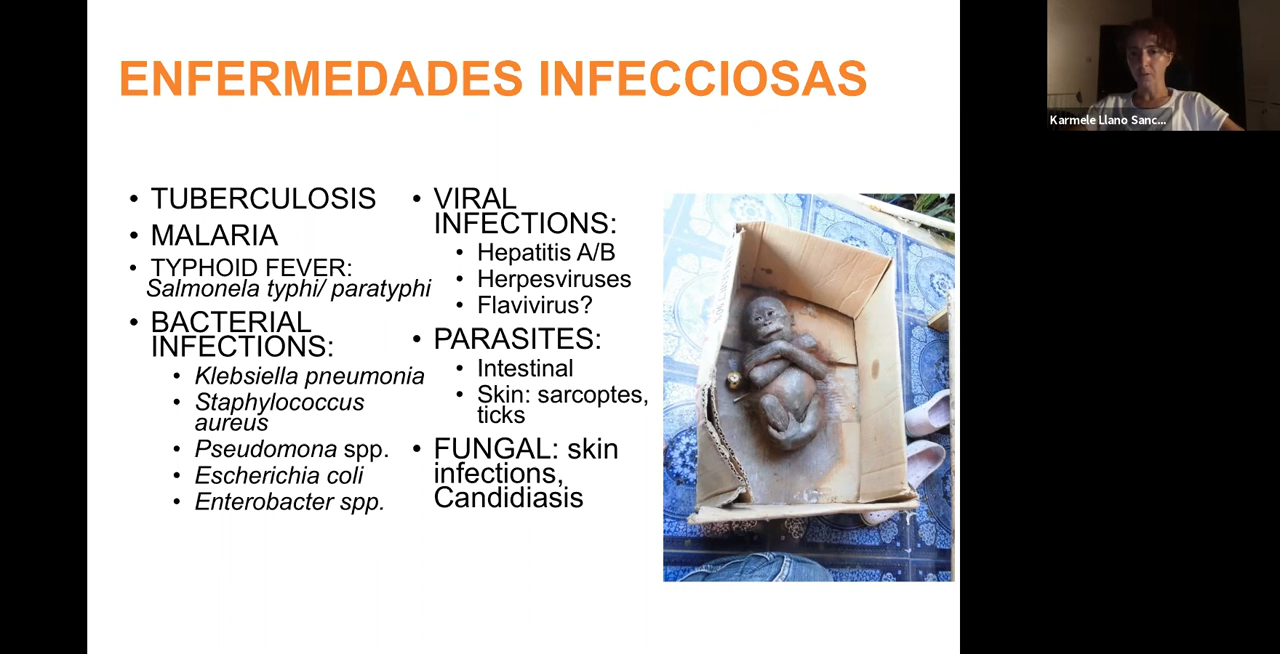 ENFERMEDADES INFECCIOSAS
• TUBERCULOSIS
• MALARIA
• TYPHOID FEVER:
Salmonela typhi/ paratyphi
• BACTERIAL
INFECTIONS:
• Klebsiella pneumonia
• Staphylococcus
aureus
• Pseudomona spp.
• Escherichia coli
• Enterobacter spp.
• VIRAL
INFECTIONS:
• Hepatitis A/B
• Herpesviruses
• Flavivirus?
• PARASITES:
• Intestinal
• Skin: sarcoptes,
ticks
• FUNGAL: skin
infections,
Candidiasis
Karmele Llano Sanc...